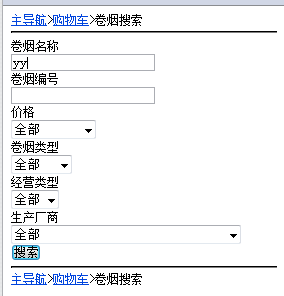 主导航>购物车>卷烟搜索
卷烟名称
yy
卷烟编号
价格
全部
卷烟类型
全部
经营类型
全部
生产厂商
全部
搜索
主导航>购物车>卷烟搜索